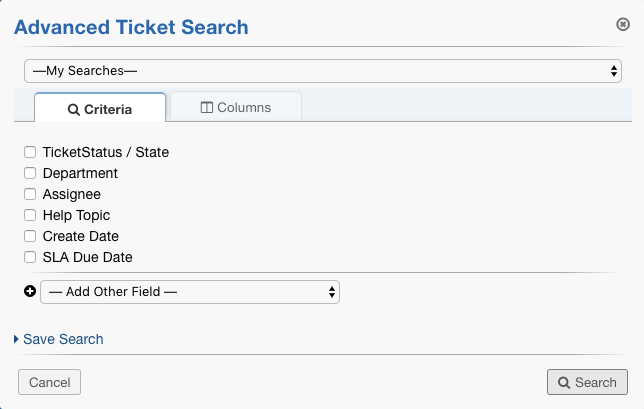 Advanced Ticket Search
—My Searches—
Criteria
Columns
TicketStatus / State
Department
Assignee
Help Topic
Create Date
SLA Due Date
— Add Other Field —
Save Search
Cancel
Search